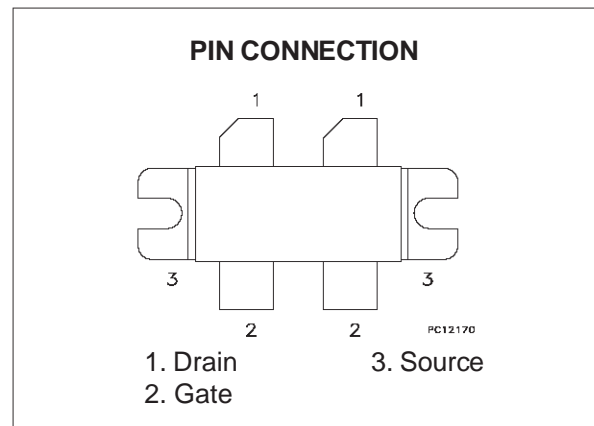 PIN CONNECTION
1 1
3 3
2 2
PC12170
1. Drain 3. Source
2. Gate